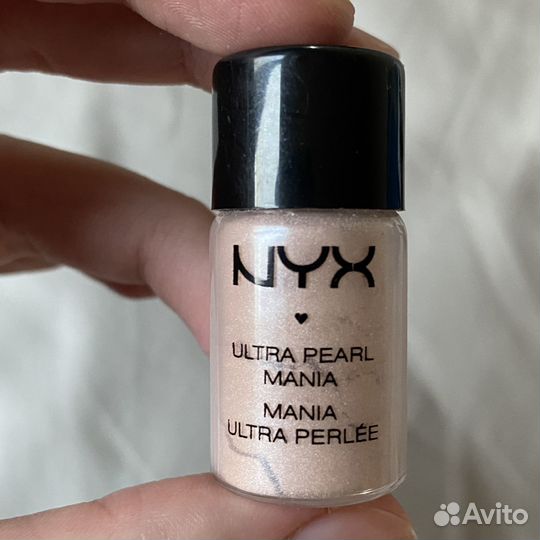 NYX
ULTRA PEARL
MANIA
MANIA
ULTRA PERLÉE
Avito